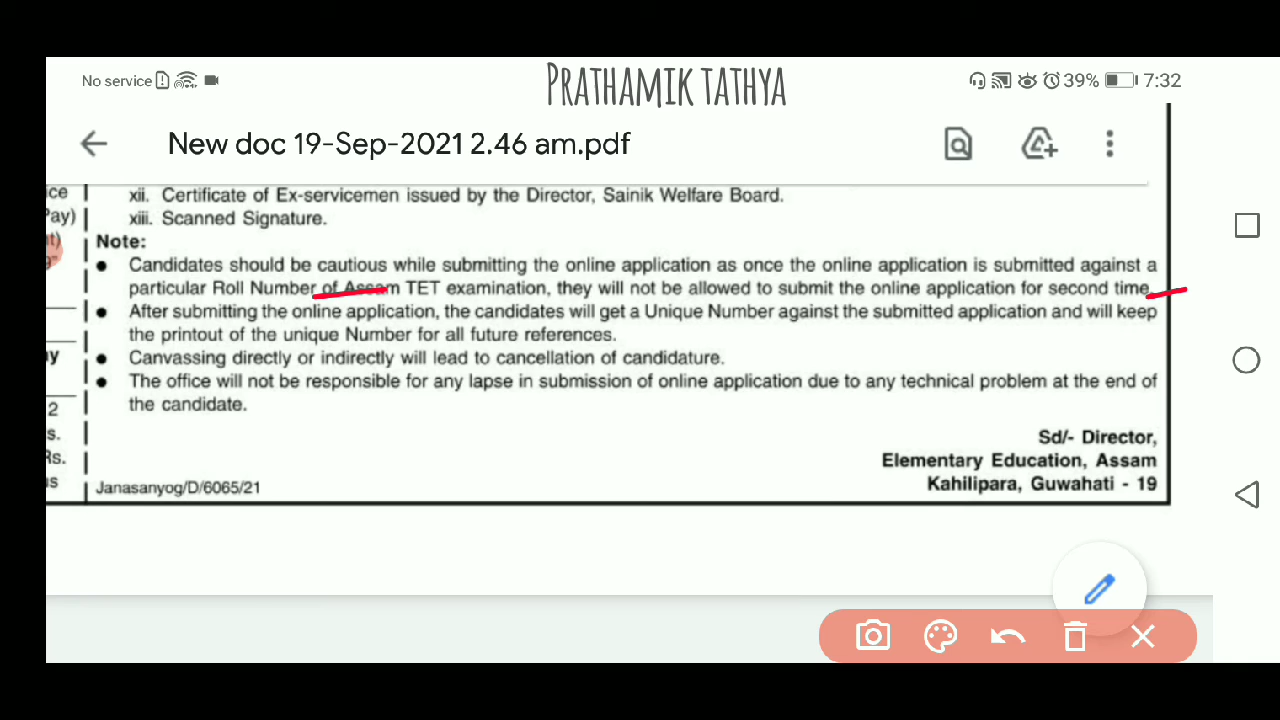 No service 39% 7:32
PRATHAMIK TATHYA
New doc 19-Sep-2021 2.46 am.pdf
xii. Certificate of Ex-servicemen issued by the Director, Sainik Welfare Board.
Pay) xiii. Scanned Signature.
Note:
● Candidates should be cautious while submitting the online application as once the online application is submitted against a
particular Roll Number of Assam TET examination, they will not be allowed to submit the online application for second time.
● After submitting the online application, the candidates will get a Unique Number against the submitted application and will keep
the printout of the unique Number for all future references.
● Canvassing directly or indirectly will lead to cancellation of candidature.
● The office will not be responsible for any lapse in submission of online application due to any technical problem at the end of
2 the candidate.
s. Sd/- Director,
Rs. Elementary Education, Assam
Janasanyog/D/6065/21 Kahilipara, Guwahati - 19